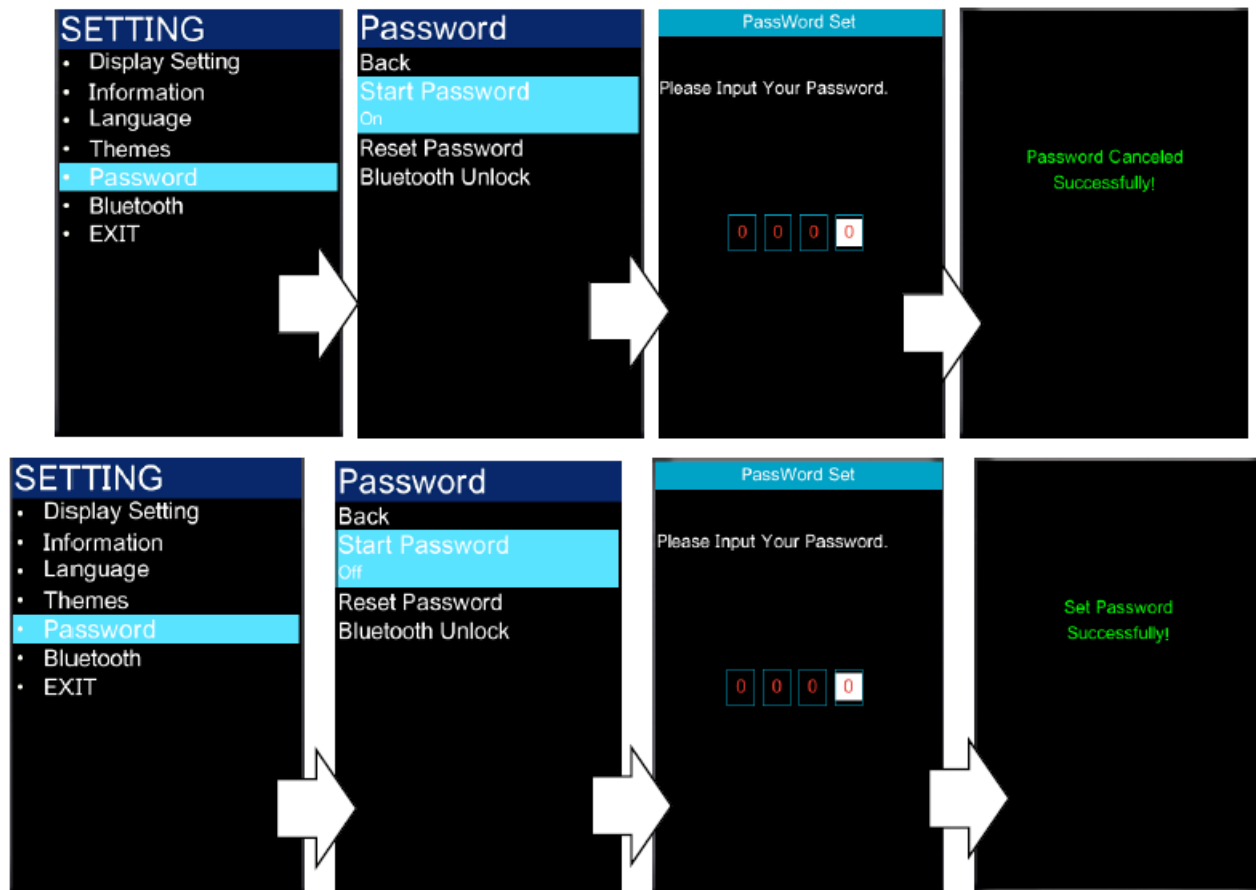 SETTING
• Display Setting
• Information
• Language
• Themes
• Password
• Bluetooth
• EXIT
Password
Back
Start Password
On
Reset Password
Bluetooth Unlock
PassWord Set
Please Input Your Password.
0 0 0 0
Password Canceled
Successfully!
SETTING
• Display Setting
• Information
• Language
• Themes
• Password
• Bluetooth
• EXIT
Password
Back
Start Password
Off
Reset Password
Bluetooth Unlock
PassWord Set
Please Input Your Password.
0 0 0 0
Set Password
Successfully!